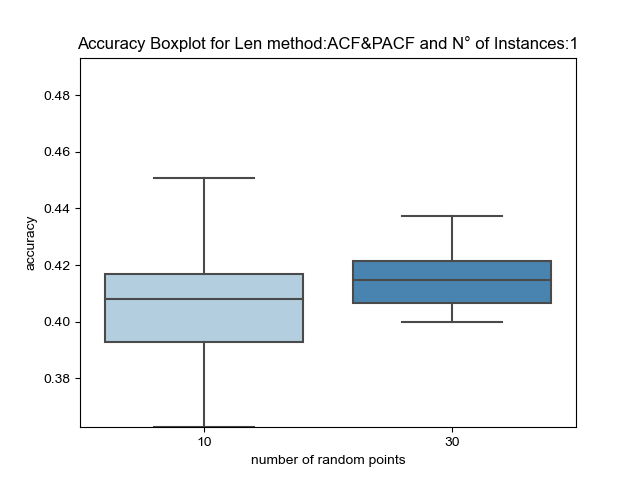 Accuracy Boxplot for Len method:ACF&PACF and N° of Instances:1
0.48
0.46
0.44
0.42
0.40
0.38
accuracy
10
30
number of random points